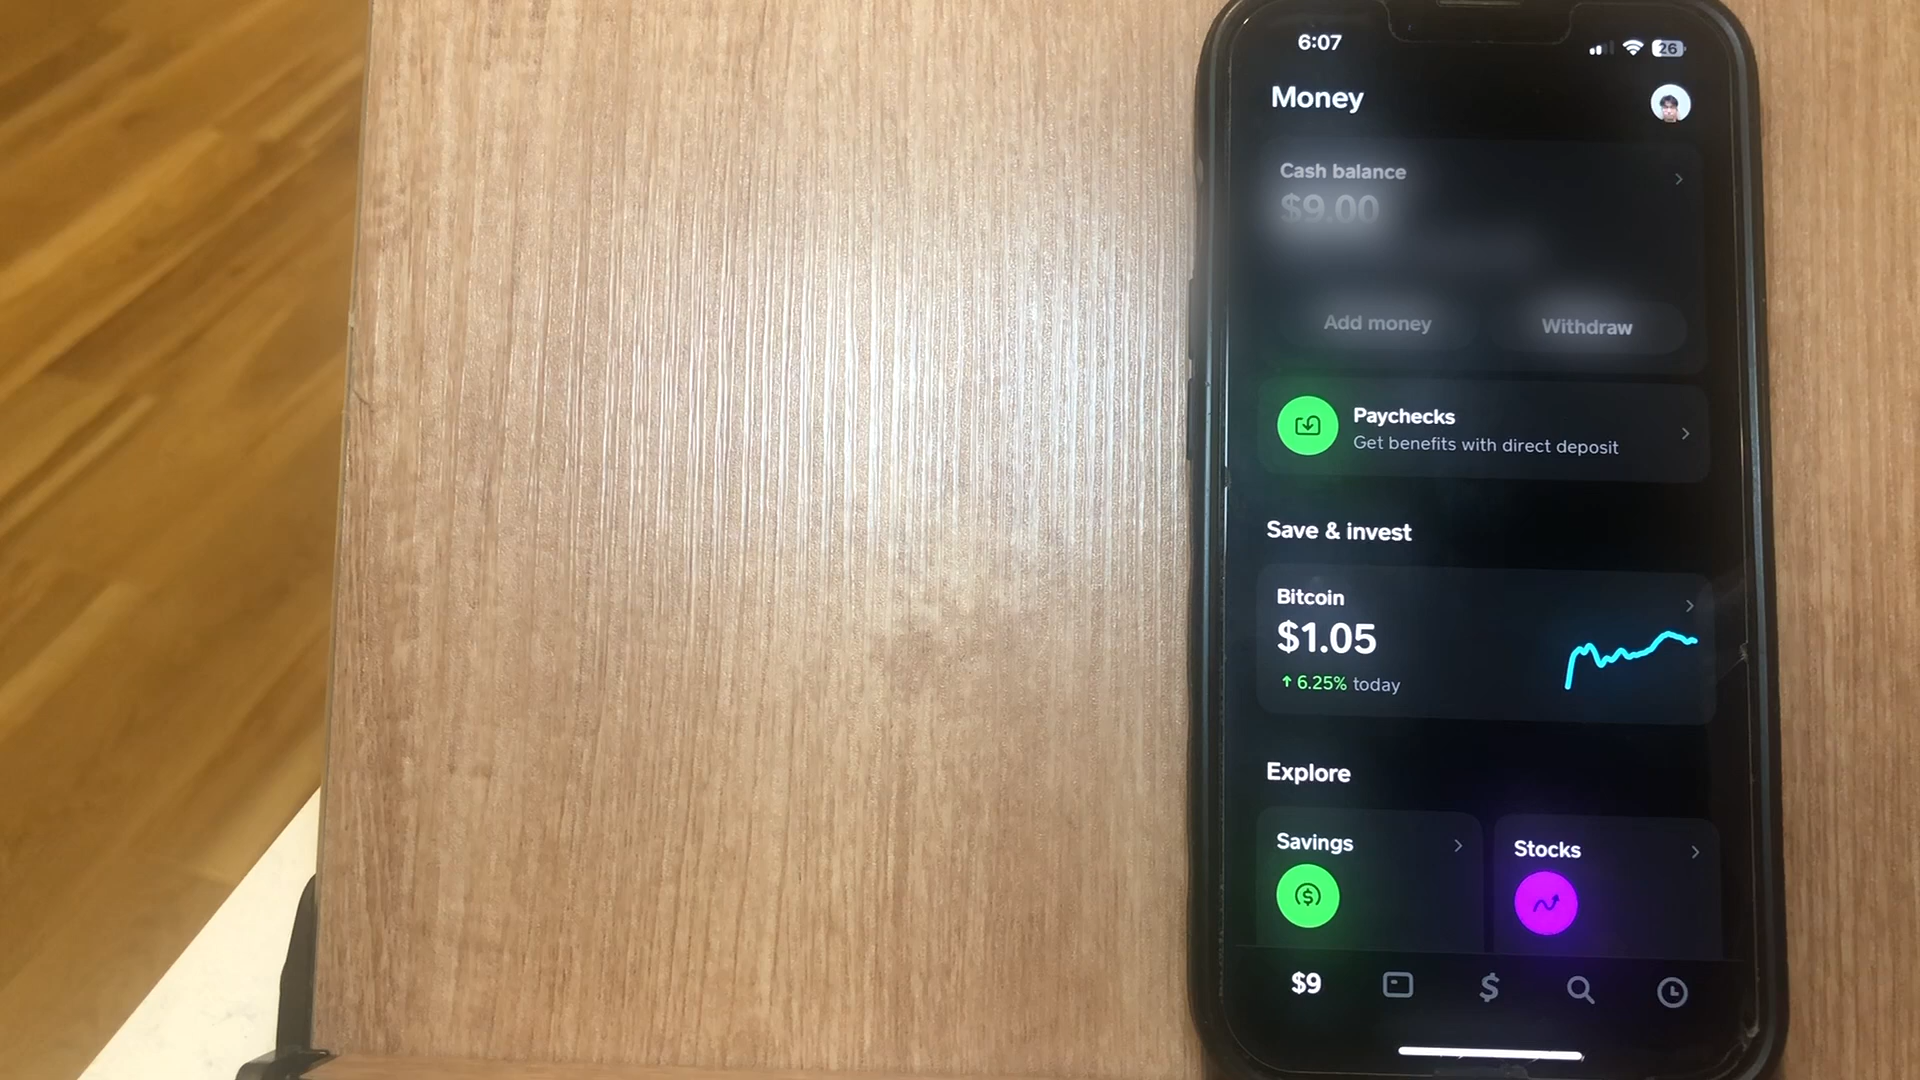 6:07
26
Money
Cash balance
$9.00
Add money
Withdraw
Paychecks
Get benefits with direct deposit
Save & invest
Bitcoin
$1.05
↑ 6.25% today
Explore
Savings
Stocks
$9